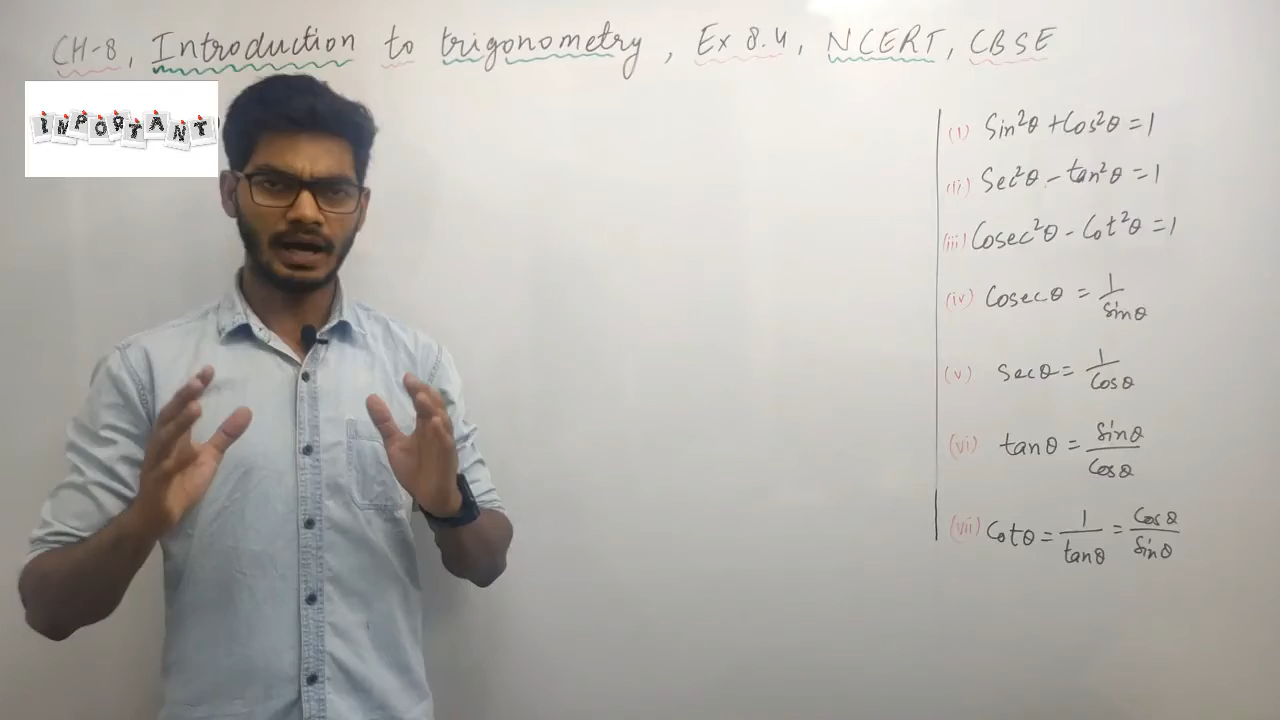 CH-8, Introduction to trigonometry, Ex 8.4, NCERT, CBSE
IMPORTANT
(i) Sin²θ + Cos²θ = 1
(ii) Sec²θ - tan²θ = 1
(iii) Cosec²θ - Cot²θ = 1
(iv) Cosecθ = 1/Sinθ
(v) Secθ = 1/Cosθ
(vi) tanθ = Sinθ/Cosθ
(vii) Cotθ = 1/tanθ = Cosθ/Sinθ